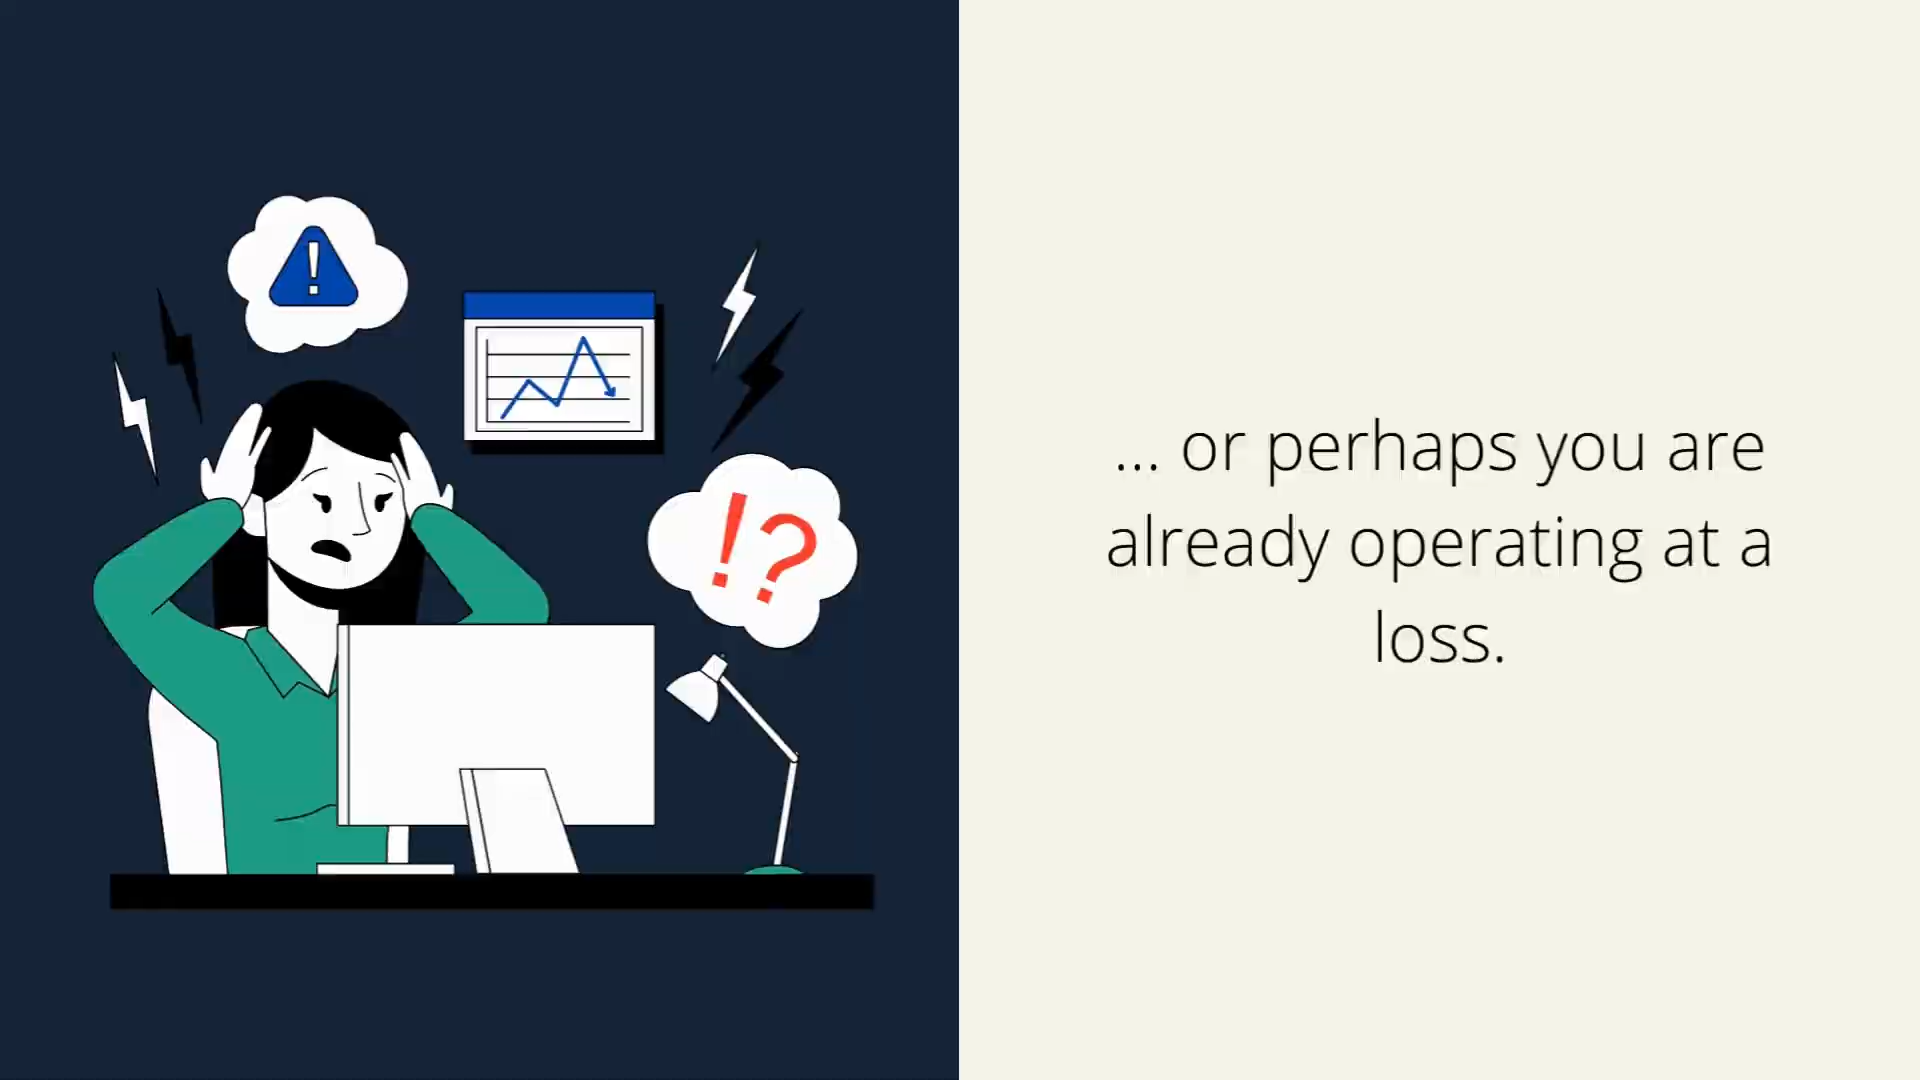 !
!?
... or perhaps you are
already operating at a
loss.